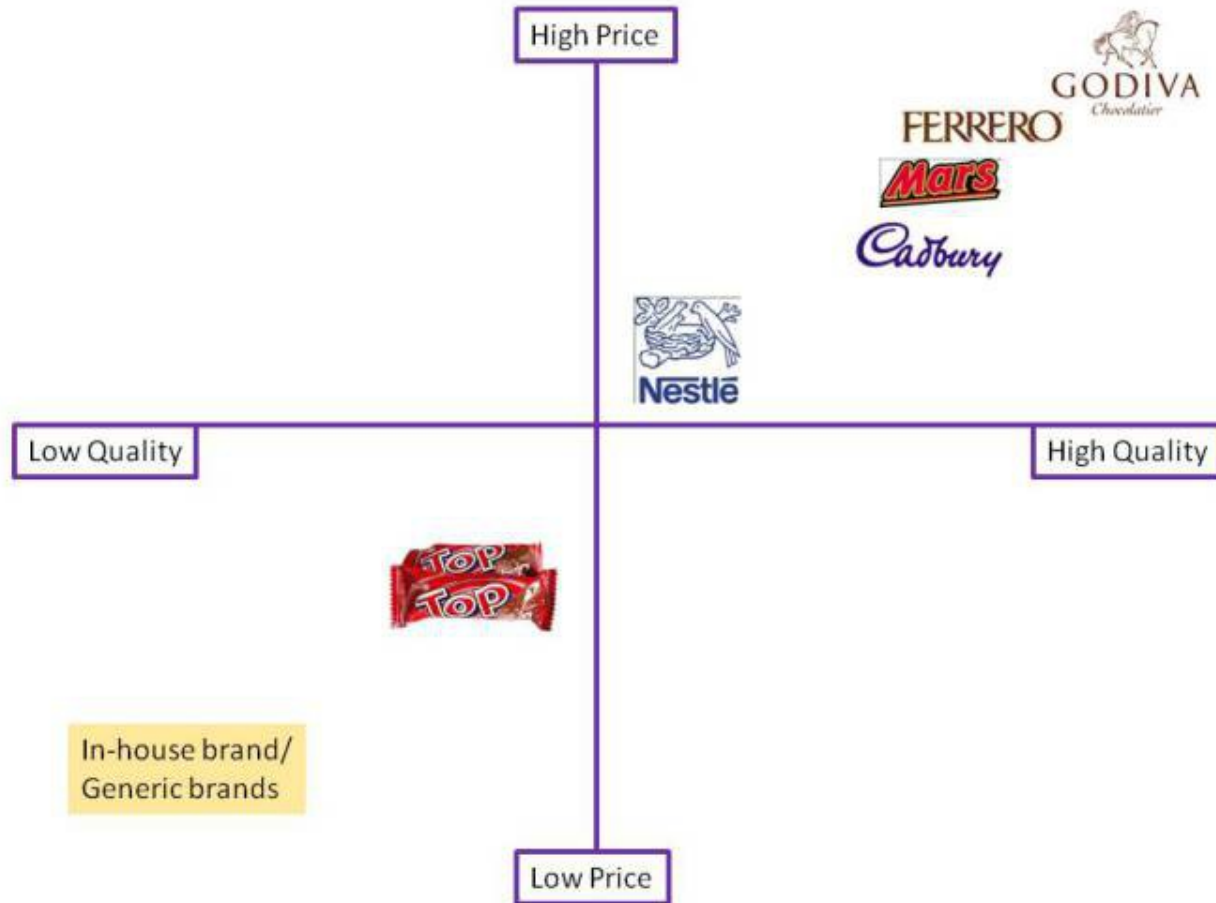 High Price
GODIVA
Chocolatier
FERRERO
Mars
Cadbury
Nestlé
Low Quality
High Quality
TOP
TOP
In-house brand/
Generic brands
Low Price